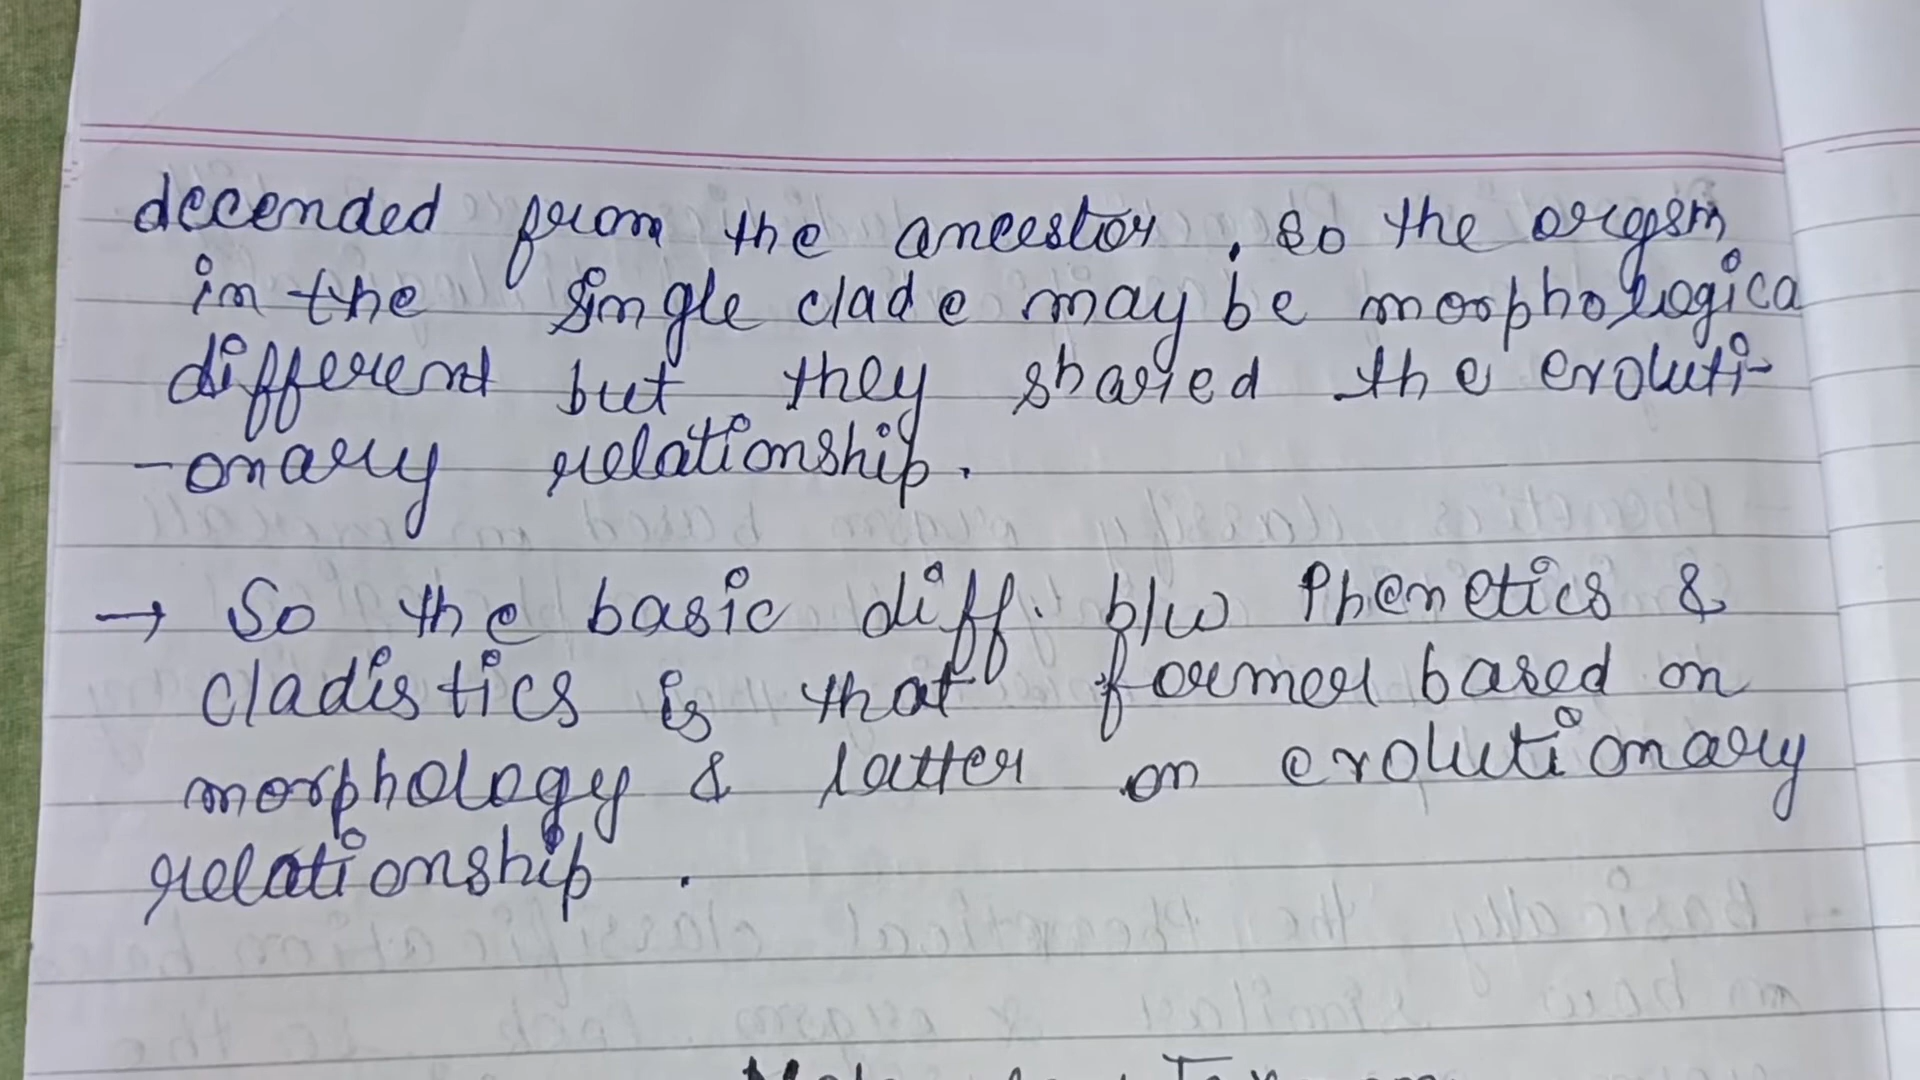 decended from the ancestor, so the orgsm
in the single clade may be morphologica
different but they shared the evoluti-
-onary relationship.
→ So the basic diff. b/w Phenetics &
cladistics is that former based on
morphology & latter on evolutionary
relationship.